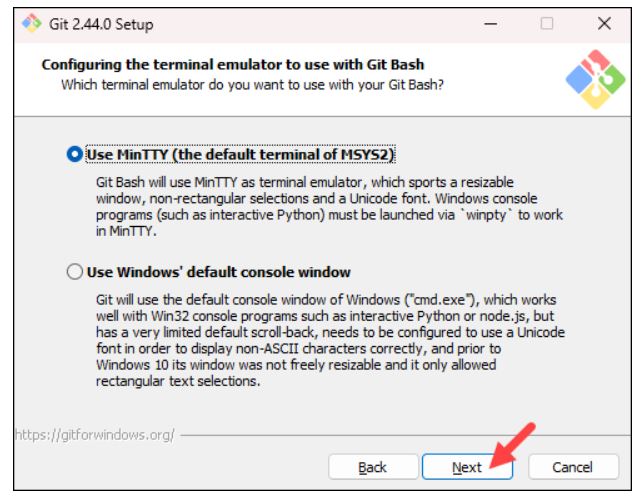 Git 2.44.0 Setup
Configuring the terminal emulator to use with Git Bash
Which terminal emulator do you want to use with your Git Bash?
Use MinTTY (the default terminal of MSYS2)
Git Bash will use MinTTY as terminal emulator, which sports a resizable
window, non-rectangular selections and a Unicode font. Windows console
programs (such as interactive Python) must be launched via `winpty` to work
in MinTTY.
Use Windows' default console window
Git will use the default console window of Windows ("cmd.exe"), which works
well with Win32 console programs such as interactive Python or node.js, but
has a very limited default scroll-back, needs to be configured to use a Unicode
font in order to display non-ASCII characters correctly, and prior to
Windows 10 its window was not freely resizable and it only allowed
rectangular text selections.
https://gitforwindows.org/
Back Next Cancel